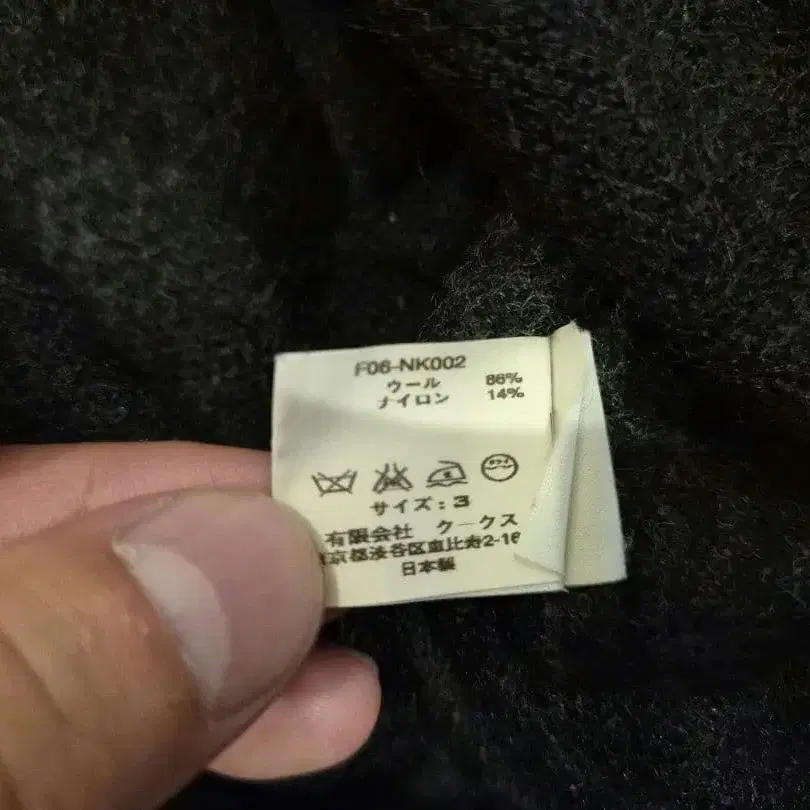 F06-NK002
ウール 86%
ナイロン 14%
サイズ:3
有限会社 クークス
京都渋谷区恵比寿2-16
日本製